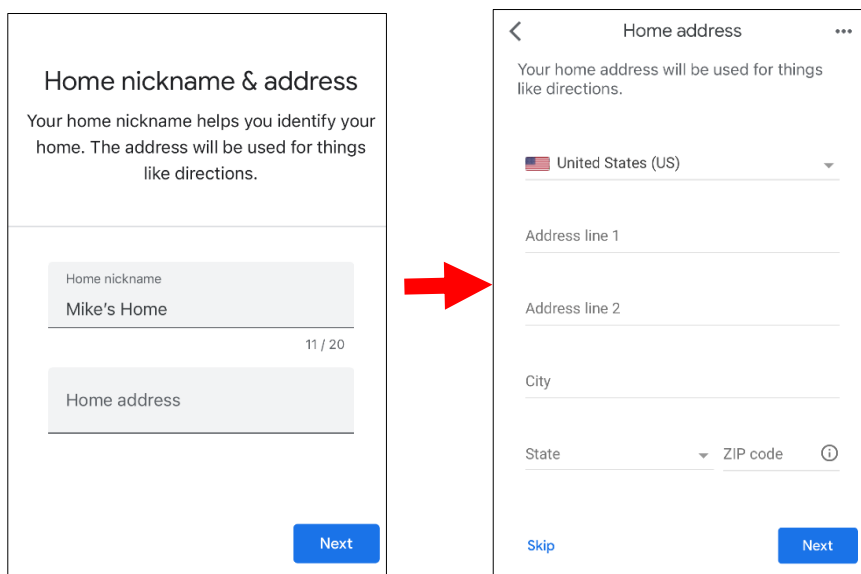 Home nickname & address
Your home nickname helps you identify your
home. The address will be used for things
like directions.
Home nickname
Mike's Home
11 / 20
Home address
Next
Home address
Your home address will be used for things
like directions.
United States (US)
Address line 1
Address line 2
City
State
ZIP code
Skip
Next